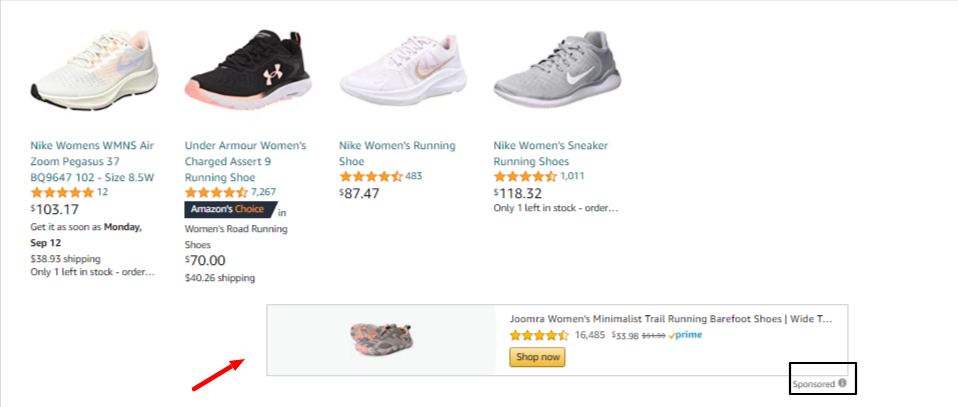 Nike Womens WMNS Air
Zoom Pegasus 37
BQ9647 102 - Size 8.5W
12
$103.17
Get it as soon as Monday,
Sep 12
$38.93 shipping
Only 1 left in stock - order…
Under Armour Women's
Charged Assert 9
Running Shoe
7,267
Amazon's Choice in
Women's Road Running
Shoes
$70.00
$40.26 shipping
Nike Women's Running
Shoe
483
$87.47
Nike Women's Sneaker
Running Shoes
1,011
$118.32
Only 1 left in stock - order…
Joomra Women's Minimalist Trail Running Barefoot Shoes | Wide T…
16,485 $33.98 prime
Shop now
Sponsored